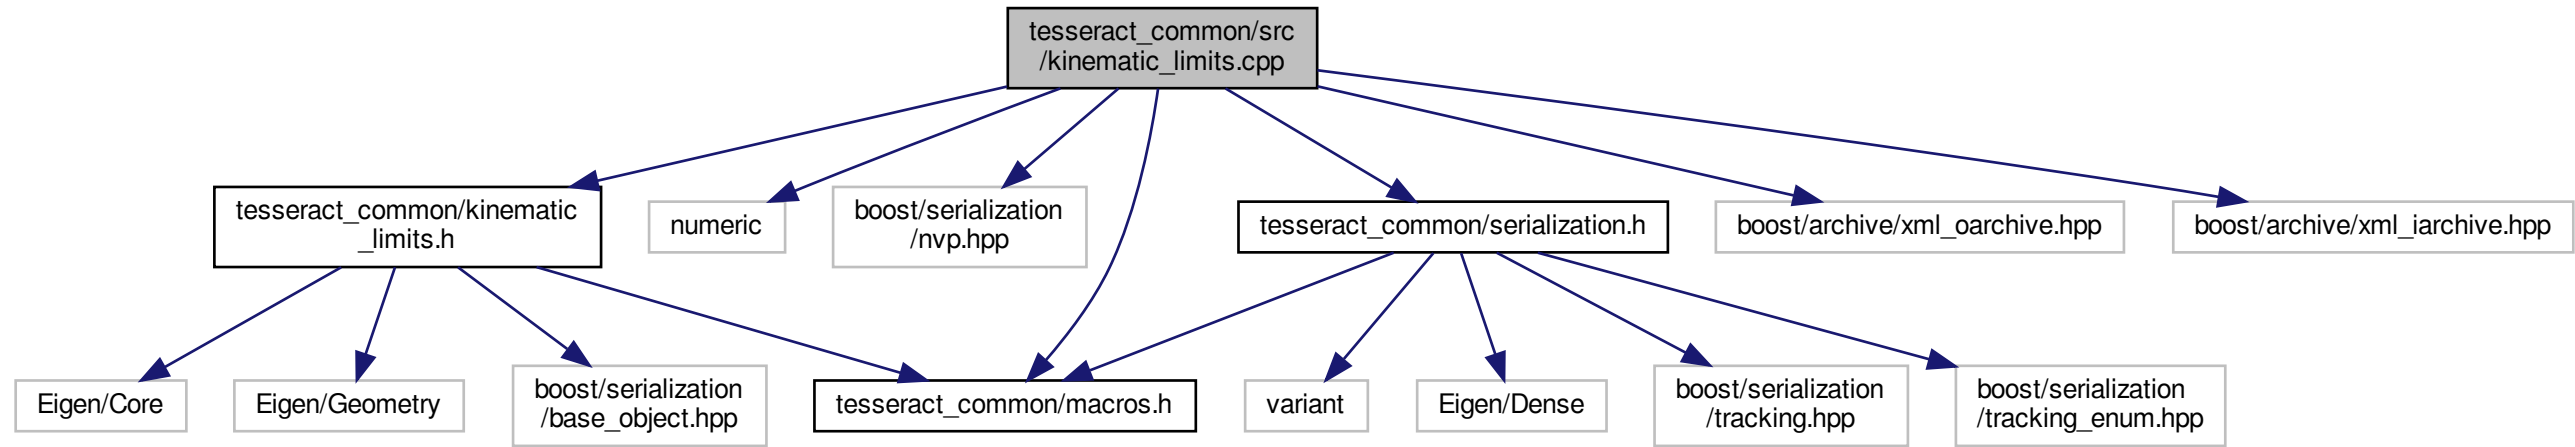 tesseract_common/src
/kinematic_limits.cpp
tesseract_common/kinematic
_limits.h
numeric
boost/serialization
/nvp.hpp
tesseract_common/serialization.h
boost/archive/xml_oarchive.hpp
boost/archive/xml_iarchive.hpp
Eigen/Core
Eigen/Geometry
boost/serialization
/base_object.hpp
tesseract_common/macros.h
variant
Eigen/Dense
boost/serialization
/tracking.hpp
boost/serialization
/tracking_enum.hpp